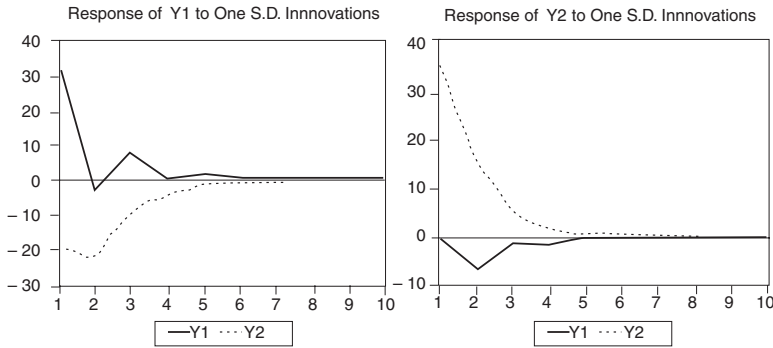 Response of Y1 to One S.D. Innnovations
40
30
20
10
0
– 10
– 20
– 30
1 2 3 4 5 6 7 8 9 10
Y1 Y2
Response of Y2 to One S.D. Innnovations
40
30
20
10
0
– 10
1 2 3 4 5 6 7 8 9 10
Y1 Y2